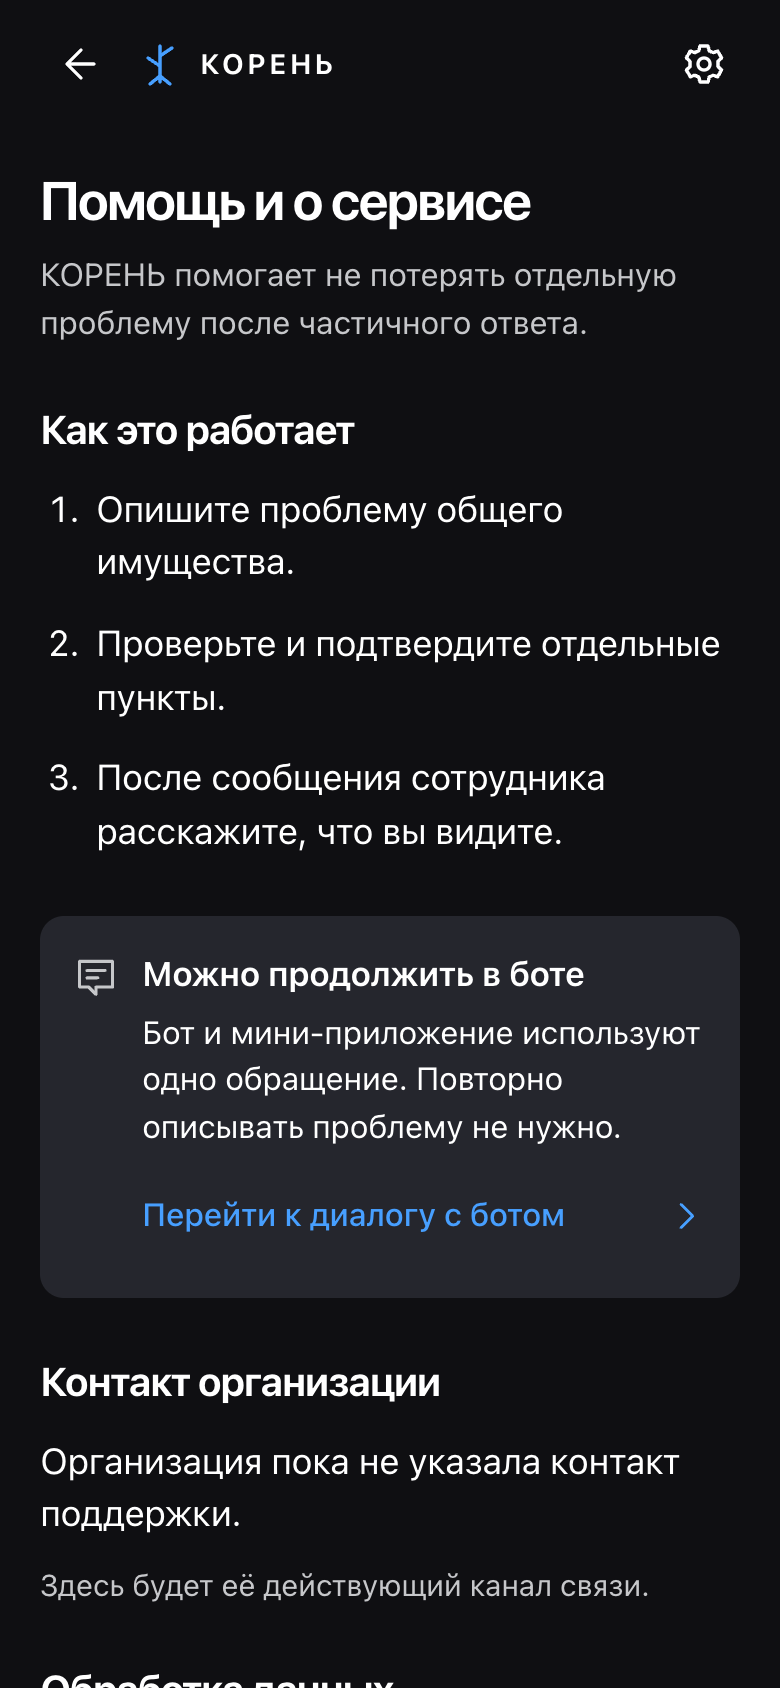 КОРЕНЬ
Помощь и о сервисе
КОРЕНЬ помогает не потерять отдельную
проблему после частичного ответа.
Как это работает
1. Опишите проблему общего
имущества.
2. Проверьте и подтвердите отдельные
пункты.
3. После сообщения сотрудника
расскажите, что вы видите.
Можно продолжить в боте
Бот и мини-приложение используют
одно обращение. Повторно
описывать проблему не нужно.
Перейти к диалогу с ботом
Контакт организации
Организация пока не указала контакт
поддержки.
Здесь будет её действующий канал связи.
Обработка данных